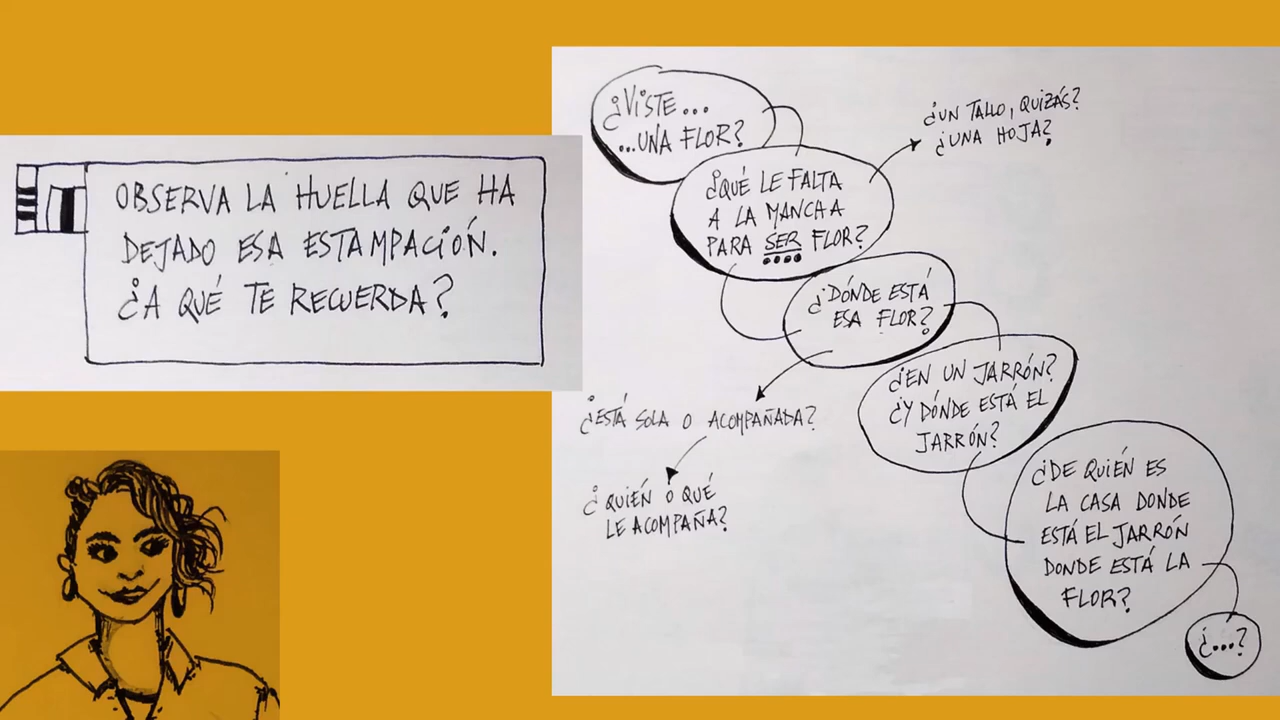 OBSERVA LA HUELLA QUE HA
DEJADO ESA ESTAMPACIÓN.
¿A QUÉ TE RECUERDA?
¿VISTE...
...UNA FLOR?
¿UN TALLO, QUIZÁS?
¿UNA HOJA?
¿QUÉ LE FALTA
A LA MANCHA
PARA SER FLOR?
¿DÓNDE ESTÁ
ESA FLOR?
¿ESTÁ SOLA O ACOMPAÑADA?
¿QUIÉN O QUÉ
LE ACOMPAÑA?
¿EN UN JARRÓN?
¿Y DÓNDE ESTÁ EL
JARRÓN?
¿DE QUIÉN ES
LA CASA DONDE
ESTÁ EL JARRÓN
DONDE ESTÁ LA
FLOR?
¿...?